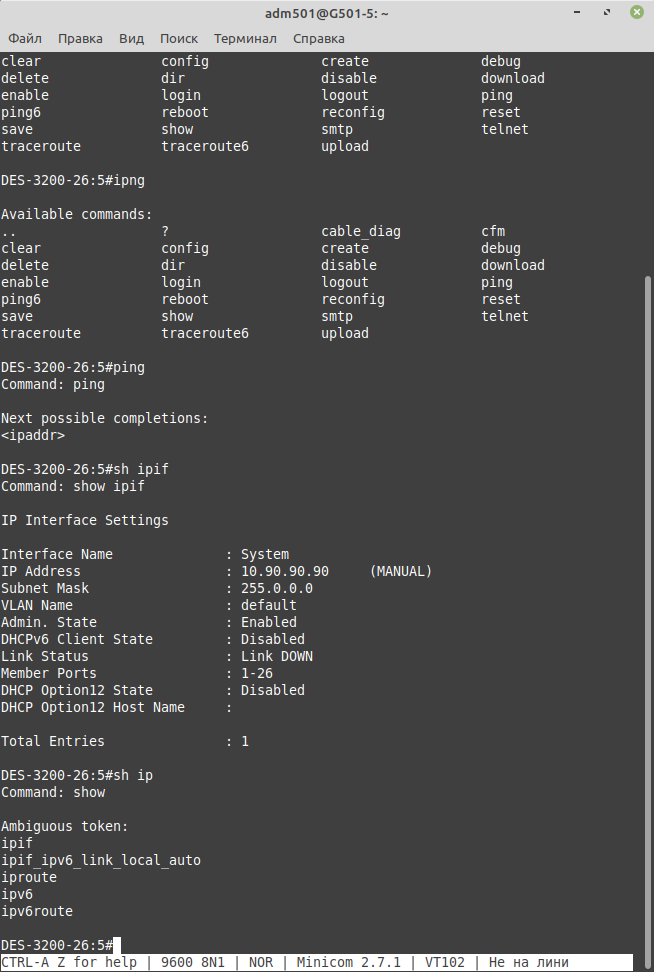 adm501@G501-5: ~
Файл Правка Вид Поиск Терминал Справка
clear config create debug
delete dir disable download
enable login logout ping
ping6 reboot reconfig reset
save show smtp telnet
traceroute traceroute6 upload
DES-3200-26:5#ipng
Available commands:
.. ? cable_diag cfm
clear config create debug
delete dir disable download
enable login logout ping
ping6 reboot reconfig reset
save show smtp telnet
traceroute traceroute6 upload
DES-3200-26:5#ping
Command: ping
Next possible completions:
<ipaddr>
DES-3200-26:5#sh ipif
Command: show ipif
IP Interface Settings
Interface Name : System
IP Address : 10.90.90.90 (MANUAL)
Subnet Mask : 255.0.0.0
VLAN Name : default
Admin. State : Enabled
DHCPv6 Client State : Disabled
Link Status : Link DOWN
Member Ports : 1-26
DHCP Option12 State : Disabled
DHCP Option12 Host Name :
Total Entries : 1
DES-3200-26:5#sh ip
Command: show
Ambiguous token:
ipif
ipif_ipv6_link_local_auto
iproute
ipv6
ipv6route
DES-3200-26:5#
CTRL-A Z for help | 9600 8N1 | NOR | Minicom 2.7.1 | VT102 | Не на лини